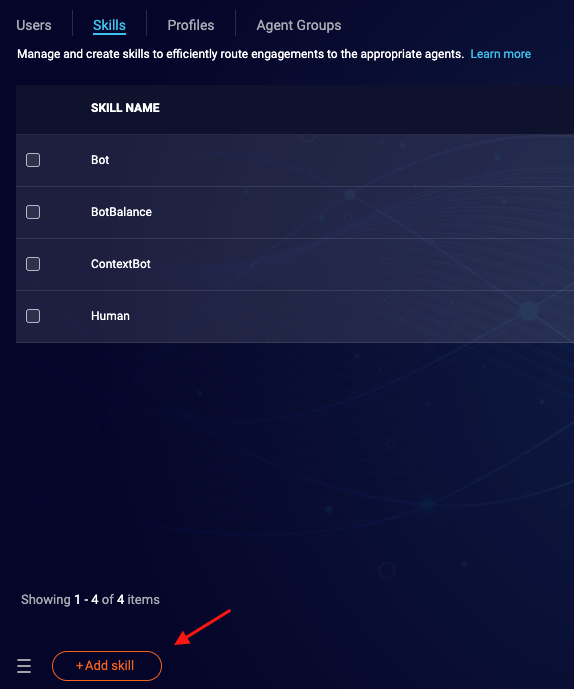 Users Skills Profiles Agent Groups
Manage and create skills to efficiently route engagements to the appropriate agents. Learn more
SKILL NAME
Bot
BotBalance
ContextBot
Human
Showing 1 - 4 of 4 items
+Add skill